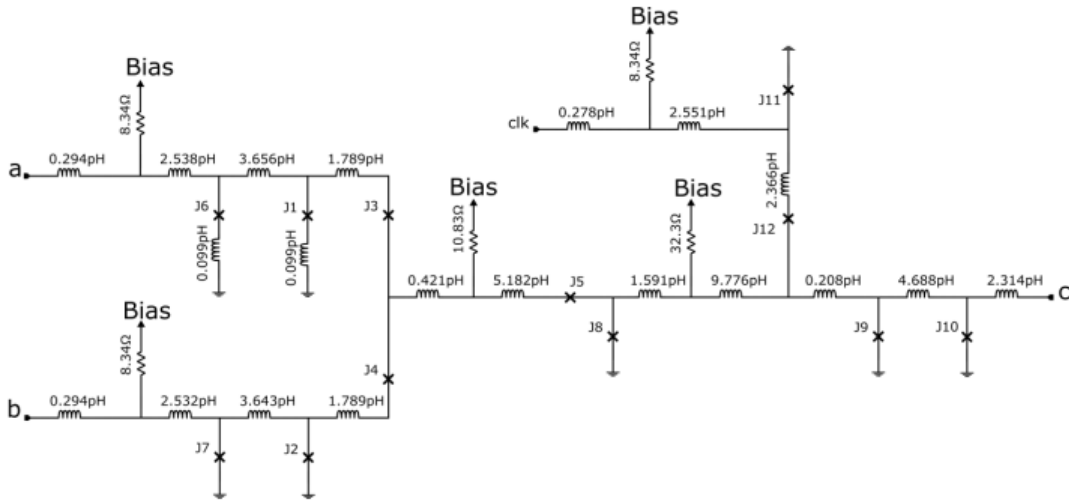 Bias
8.34Ω
0.278pH
2.551pH
clk
J11
2.366pH
J12
Bias
8.34Ω
0.294pH
2.538pH
3.656pH
1.789pH
a
J6
J1
J3
0.099pH
0.099pH
Bias
10.83Ω
Bias
32.3Ω
0.421pH
5.182pH
J5
1.591pH
9.776pH
0.208pH
4.688pH
2.314pH
c
J8
J9
J10
Bias
8.34Ω
J4
0.294pH
2.532pH
3.643pH
1.789pH
b
J7
J2